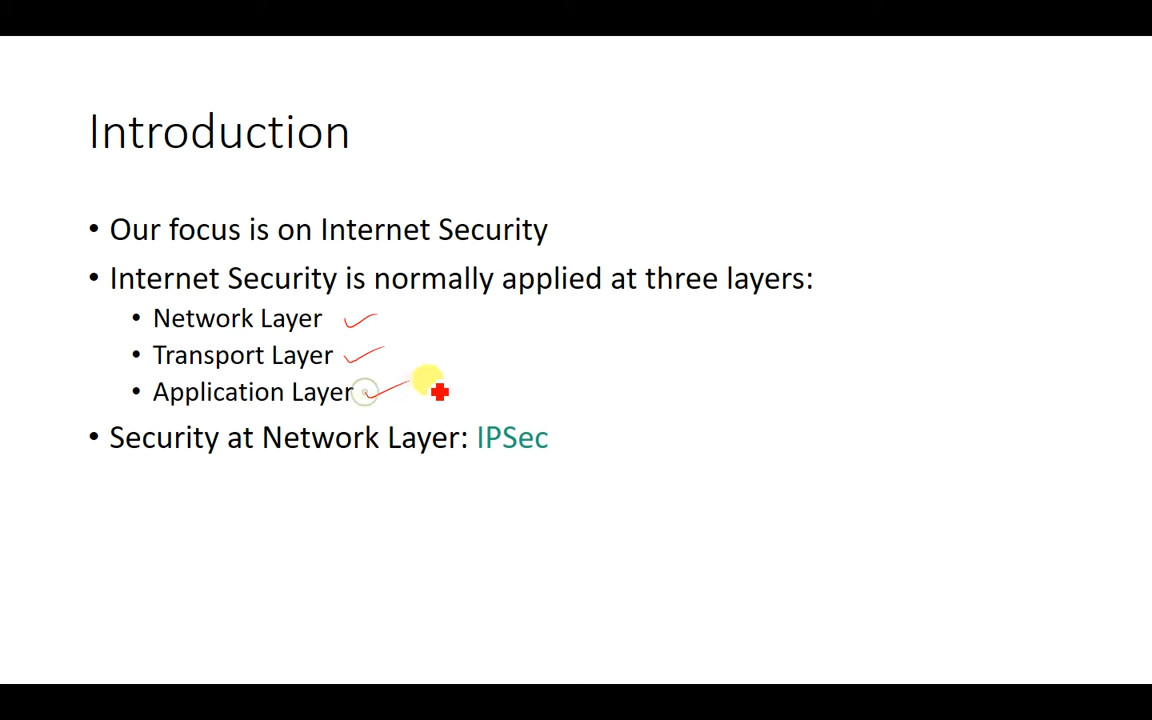 Introduction
• Our focus is on Internet Security
• Internet Security is normally applied at three layers:
• Network Layer
• Transport Layer
• Application Layer
• Security at Network Layer: IPSec